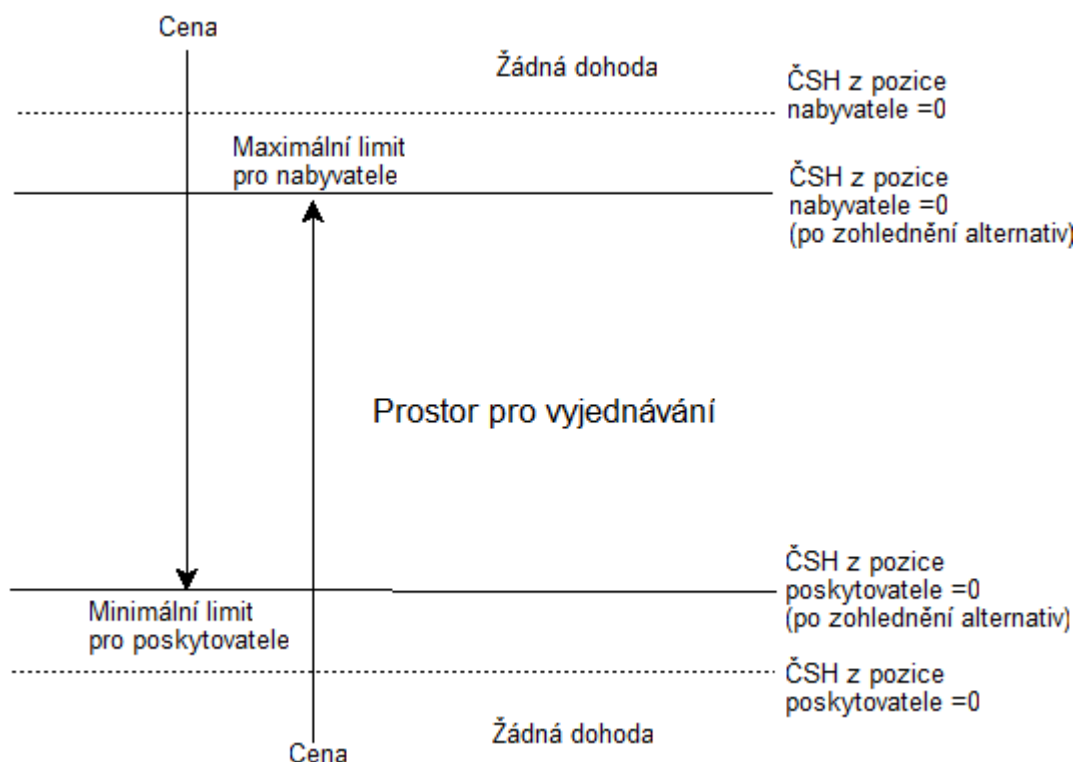 Cena
Žádná dohoda
ČSH z pozice
nabyvatele =0
Maximální limit
pro nabyvatele
ČSH z pozice
nabyvatele =0
(po zohlednění alternativ)
Prostor pro vyjednávání
ČSH z pozice
poskytovatele =0
(po zohlednění alternativ)
Minimální limit
pro poskytovatele
ČSH z pozice
poskytovatele =0
Žádná dohoda
Cena